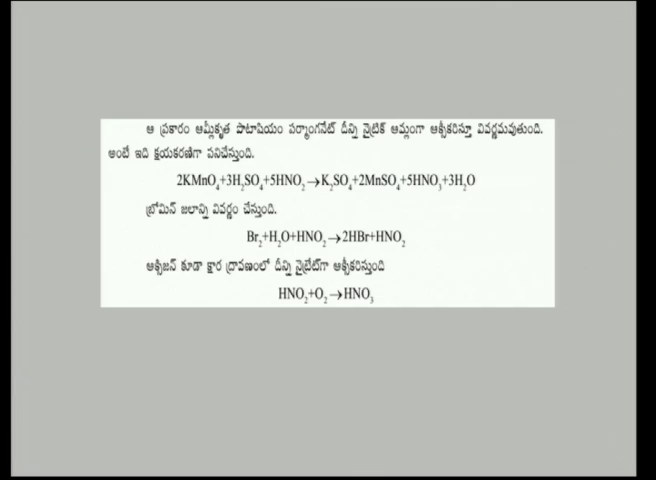 ఆ ప్రకారం ఆమ్లీకృత పొటాషియం పర్మాంగనేట్ దీన్ని నైట్రిక్ ఆమ్లంగా ఆక్సీకరిస్తూ వివర్ణమవుతుంది.
అంటే ఇది క్షయకరణిగా పనిచేస్తుంది.
2KMnO₄+3H₂SO₄+5HNO₂→K₂SO₄+2MnSO₄+5HNO₃+3H₂O
బ్రోమిన్ జలాన్ని వివర్ణం చేస్తుంది.
Br₂+H₂O+HNO₂→2HBr+HNO₂
ఆక్సిజన్ కూడా క్షార ద్రావణంలో దీన్ని నైట్రేట్‌గా ఆక్సీకరిస్తుంది
HNO₂+O₂→HNO₃